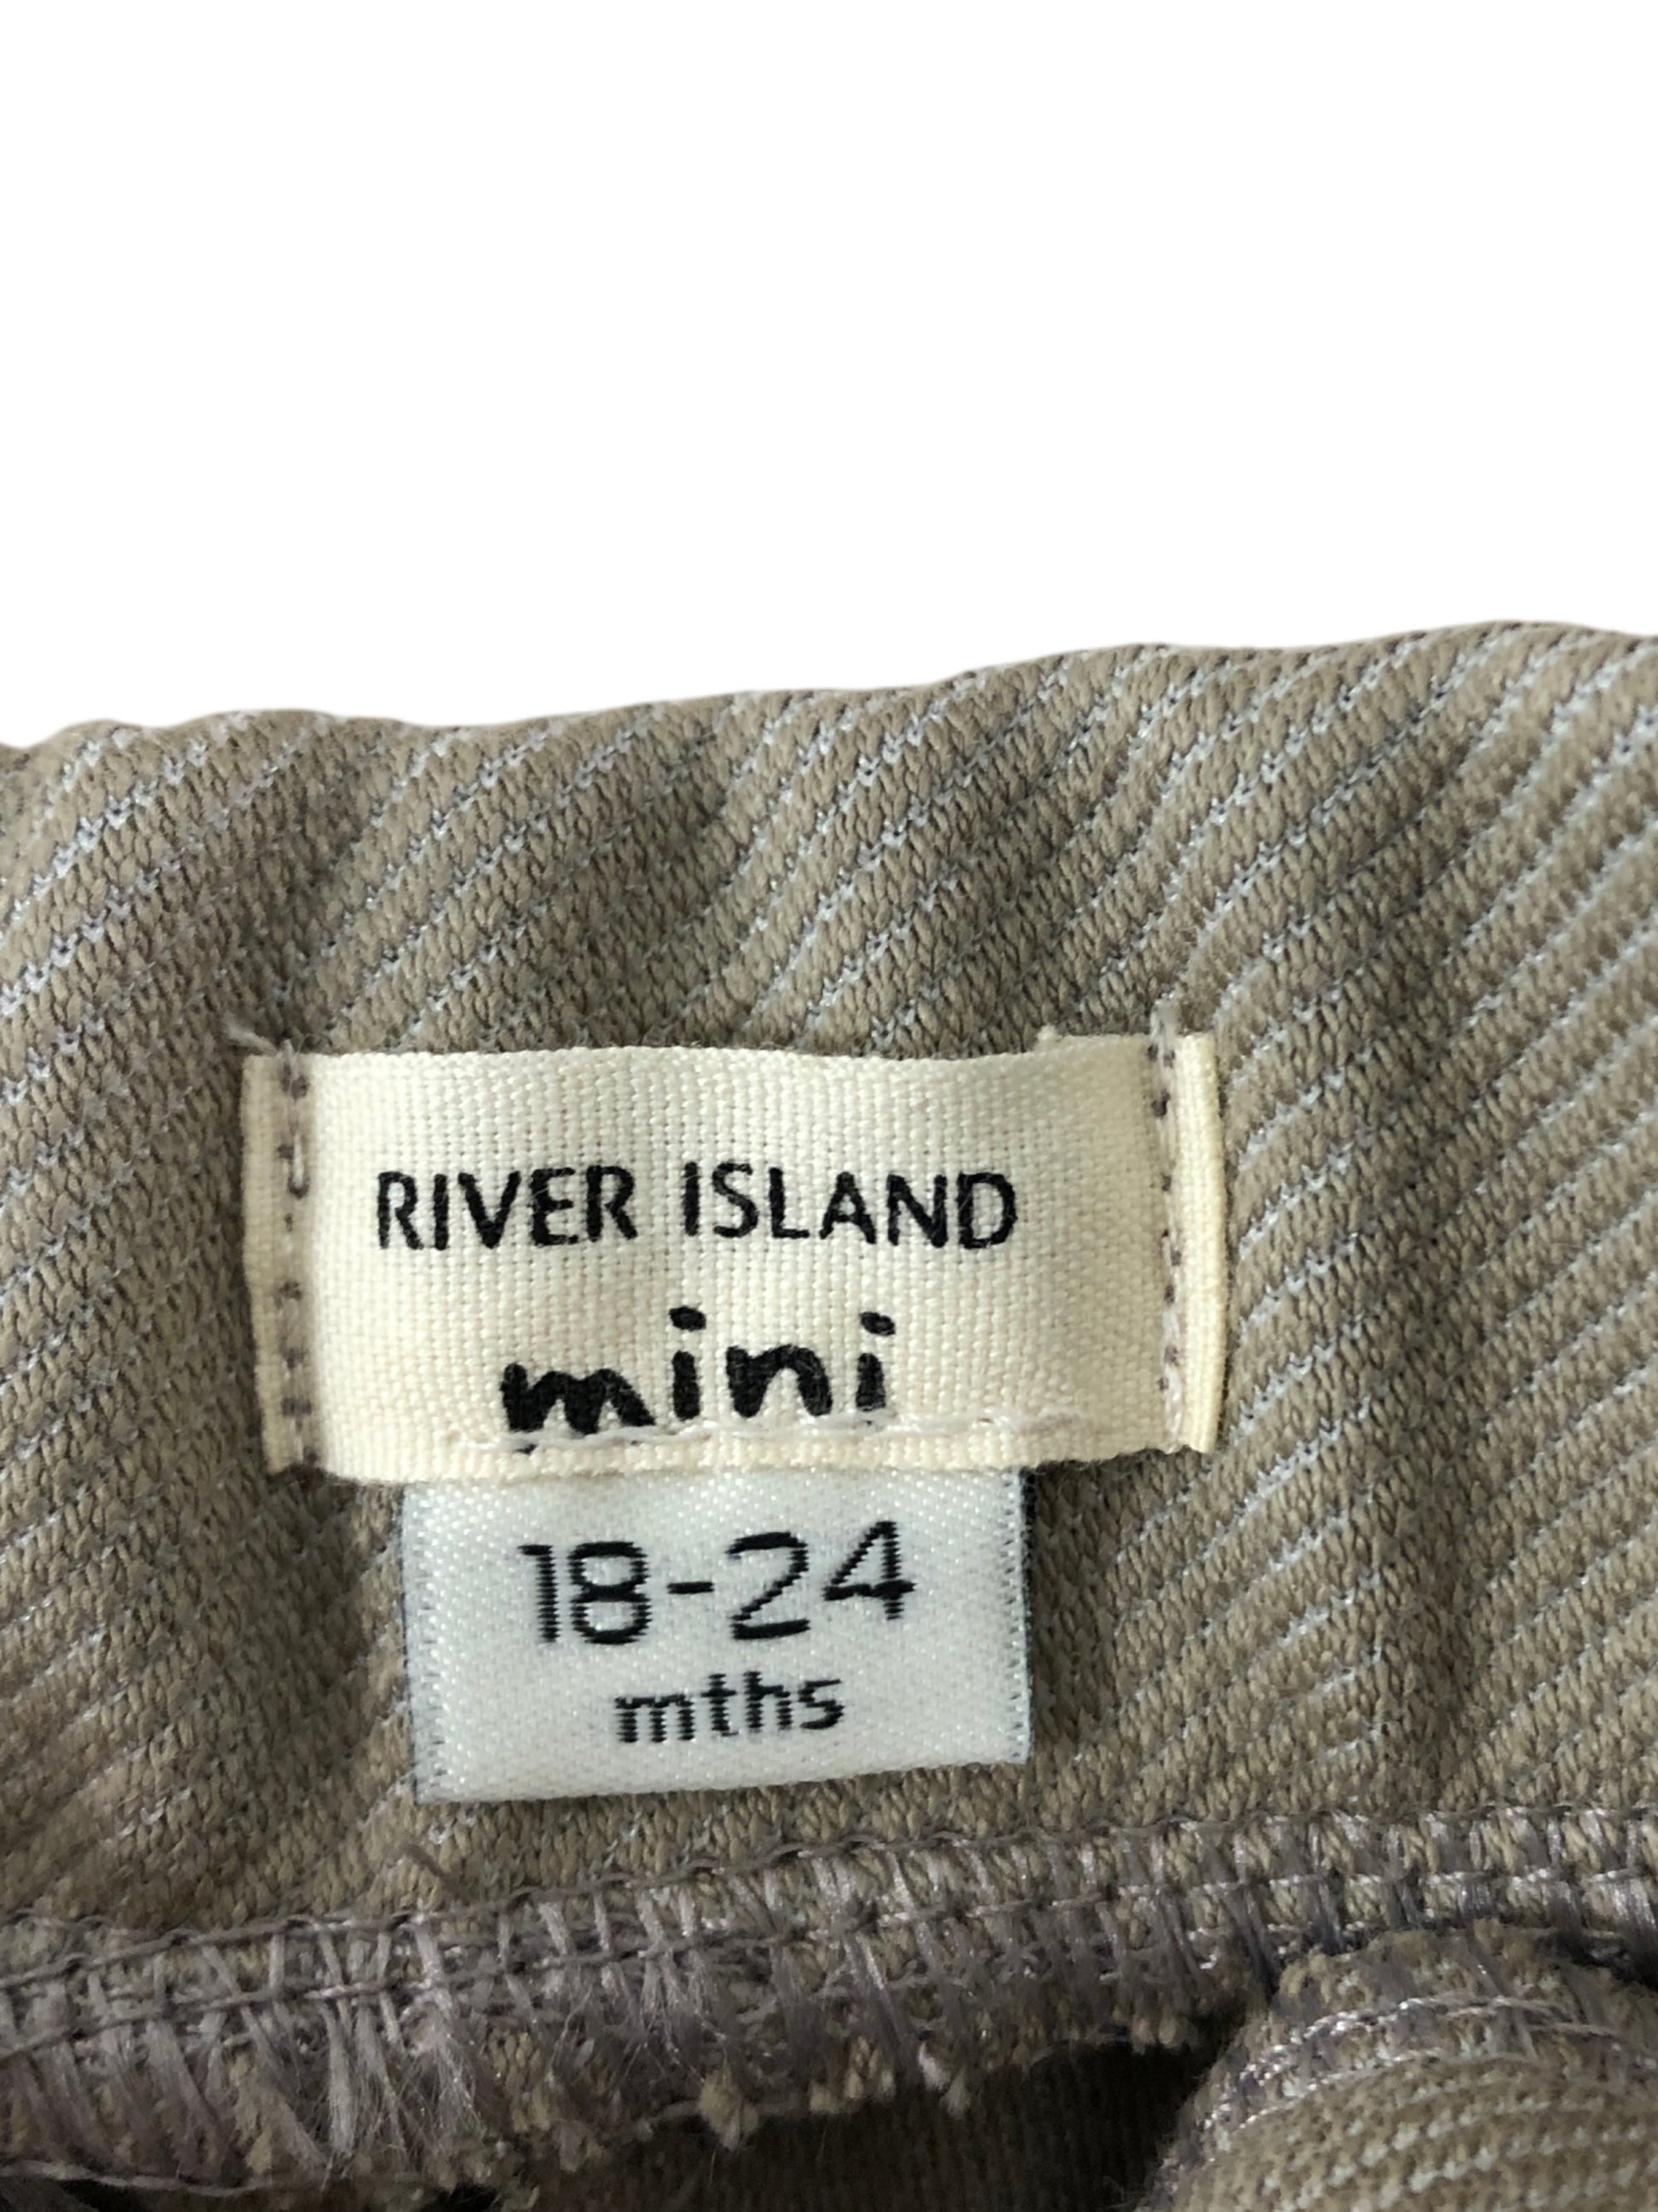 RIVER ISLAND
mini
18-24
mths